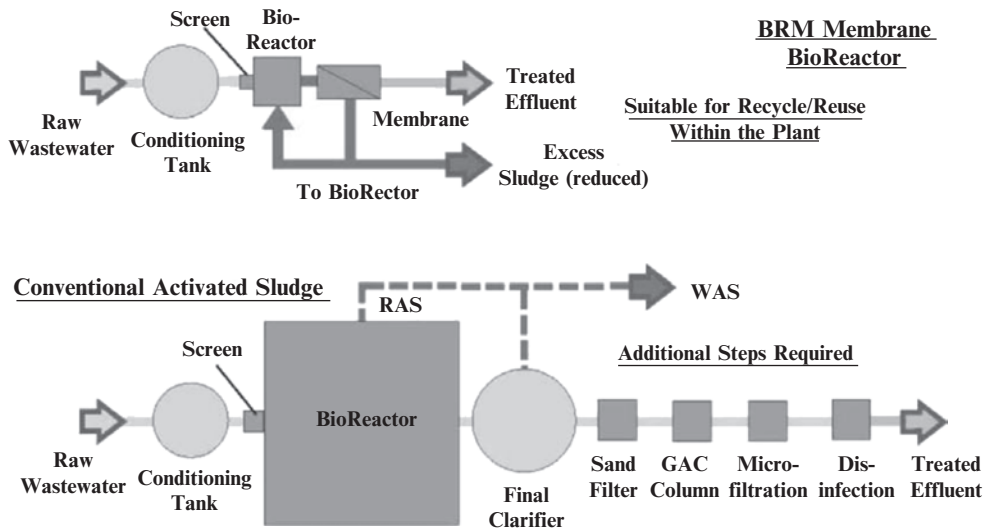 Screen
Bio-
Reactor
BRM Membrane
BioReactor
Treated
Effluent
Suitable for Recycle/Reuse
Within the Plant
Raw
Wastewater
Conditioning
Tank
Membrane
Excess
Sludge (reduced)
To BioRector
Conventional Activated Sludge
RAS
WAS
Screen
Additional Steps Required
BioReactor
Raw
Wastewater
Conditioning
Tank
Final
Clarifier
Sand
Filter
GAC
Column
Micro-
filtration
Dis-
infection
Treated
Effluent